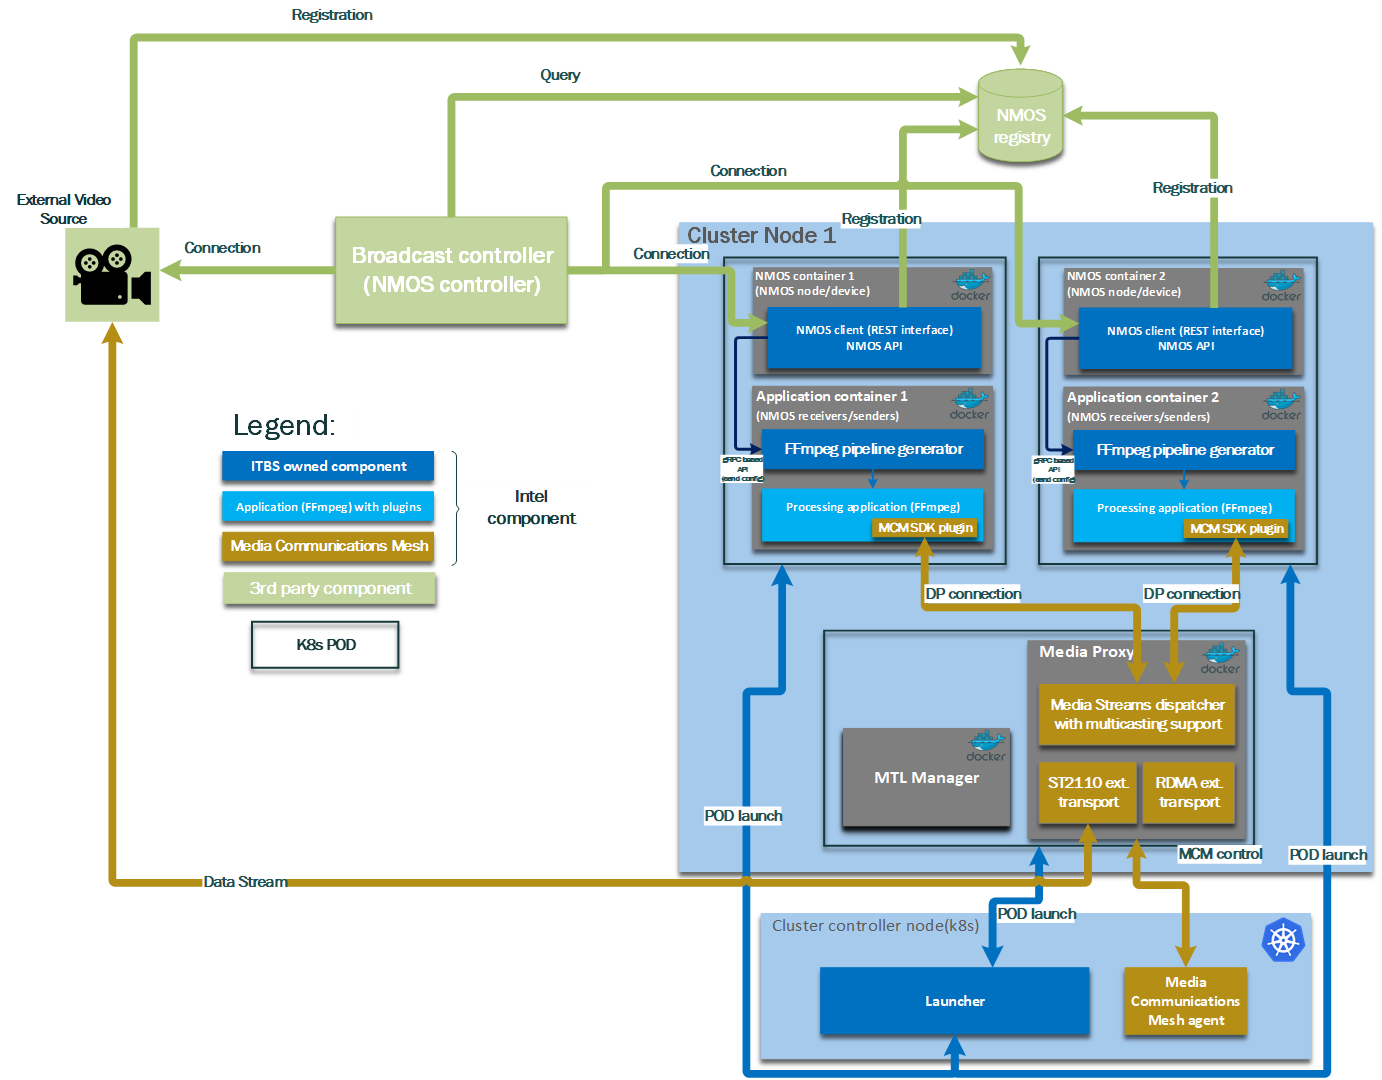 Registration
Query
NMOS
registry
Connection
Registration
External Video
Source
Registration
Connection
Broadcast controller
(NMOS controller)
Connection
Cluster Node 1
NMOS container 1
(NMOS node/device)
docker
NMOS client (REST interface)
NMOS API
NMOS container 2
(NMOS node/device)
docker
NMOS client (REST interface)
NMOS API
Application container 1
(NMOS receivers/senders)
docker
FFmpeg pipeline generator
gRPC based
API
(send config)
Processing application (FFmpeg)
MCM SDK plugin
Application container 2
(NMOS receivers/senders)
docker
FFmpeg pipeline generator
gRPC based
API
(send config)
Processing application (FFmpeg)
MCM SDK plugin
Legend:
ITBS owned component
Application (FFmpeg) with plugins
Media Communications Mesh
Intel
component
3rd party component
K8s POD
DP connection
DP connection
Media Proxy
docker
Media Streams dispatcher
with multicasting support
MTL Manager
docker
ST2110 ext.
transport
RDMA ext.
transport
POD launch
MCM control
POD launch
Data Stream
POD launch
Cluster controller node(k8s)
Launcher
Media
Communications
Mesh agent